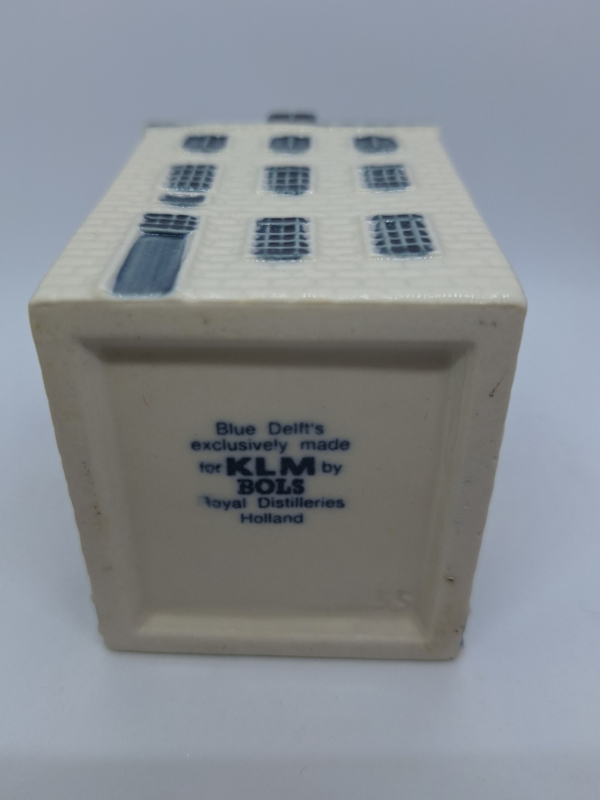 Blue Delft's
exclusively made
for KLM by
BOLS
Royal Distilleries
Holland